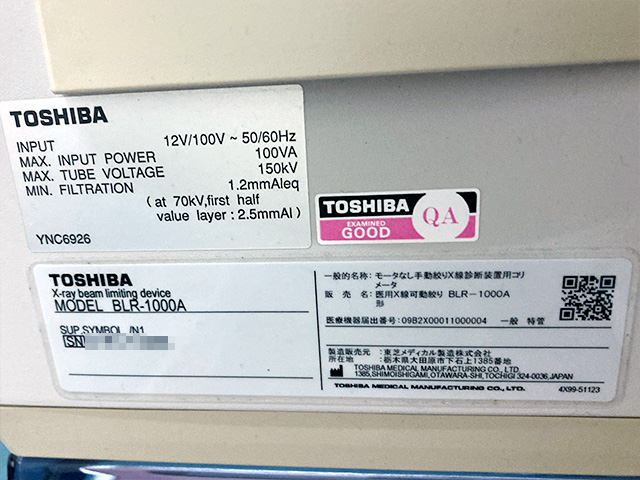 TOSHIBA
INPUT 12V/100V ~ 50/60Hz
MAX. INPUT POWER 100VA
MAX. TUBE VOLTAGE 150kV
MIN. FILTRATION 1.2mmAleq
(at 70kV,first half
value layer : 2.5mmAl)
YNC6926
TOSHIBA
EXAMINED
GOOD
QA
TOSHIBA
X-ray beam limiting device
MODEL BLR-1000A
SUP.SYMBOL /N1
SN
一般的名称: モータなし手動絞りX線診断装置用コリ
メータ
販売名: 医用X線可動絞り BLR-1000A
形
医療機器届出番号: 09B2X00011000004 一般 特管
製造販売元 : 東芝メディカル製造株式会社
所在地 : 栃木県大田原市下石上1385番地
TOSHIBA MEDICAL MANUFACTURING CO., LTD.
1385,SHIMOISHIGAMI,OTAWARA-SHI,TOCHIGI 324-0036,JAPAN
TOSHIBA MEDICAL MANUFACTURING CO., LTD. 4X99-51123